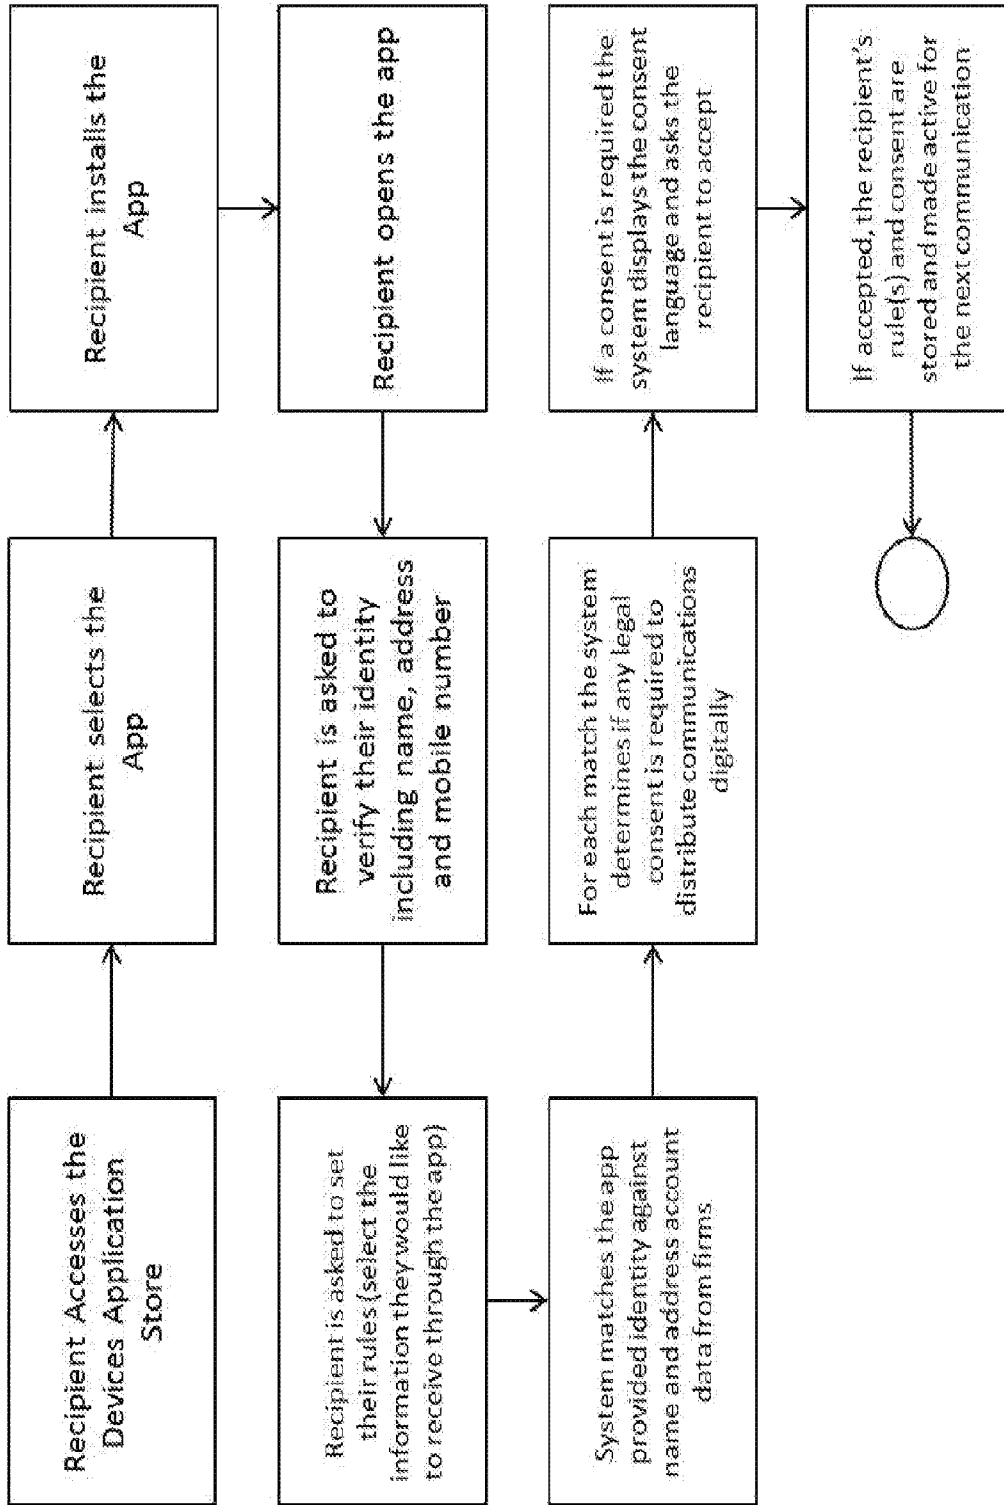 Recipient Accesses the
Devices Application
Store
Recipient selects the
App
Recipient installs the
App
Recipient opens the app
Recipient is asked to
verify their identity
including name, address
and mobile number
Recipient is asked to set
their rules (select the
information they would like
to receive through the app)
System matches the app
provided identity against
name and address account
data from firms
For each match the system
determines if any legal
consent is required to
distribute communications
digitally
If a consent is required the
system displays the consent
language and asks the
recipient to accept
If accepted, the recipient's
rule(s) and consent are
stored and made active for
the next communication